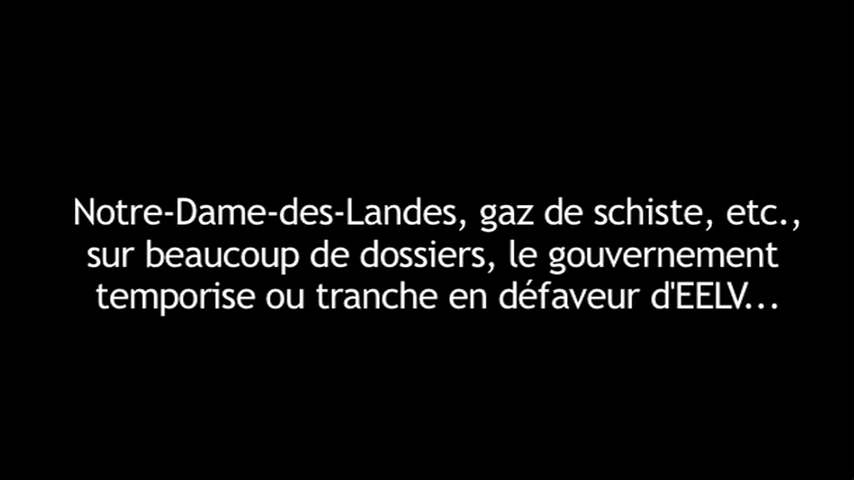 Notre-Dame-des-Landes, gaz de schiste, etc.,
sur beaucoup de dossiers, le gouvernement
temporise ou tranche en défaveur d'EELV...